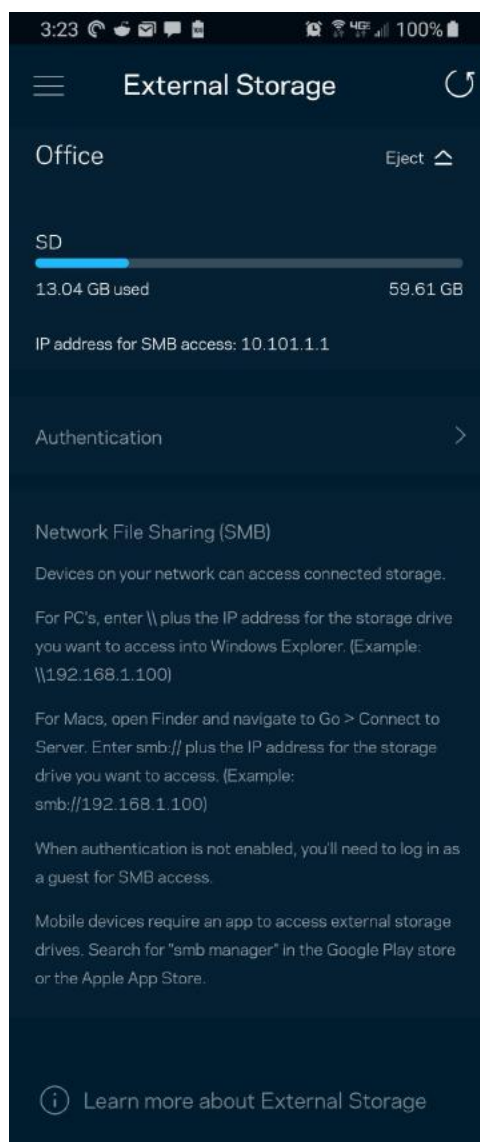 3:23
4GE 100%
External Storage
Office
Eject
SD
13.04 GB used
59.61 GB
IP address for SMB access: 10.101.1.1
Authentication
Network File Sharing (SMB)
Devices on your network can access connected storage.
For PC's, enter \\ plus the IP address for the storage drive
you want to access into Windows Explorer. (Example:
\\192.168.1.100)
For Macs, open Finder and navigate to Go > Connect to
Server. Enter smb:// plus the IP address for the storage
drive you want to access. (Example:
smb://192.168.1.100)
When authentication is not enabled, you'll need to log in as
a guest for SMB access.
Mobile devices require an app to access external storage
drives. Search for "smb manager" in the Google Play store
or the Apple App Store.
Learn more about External Storage